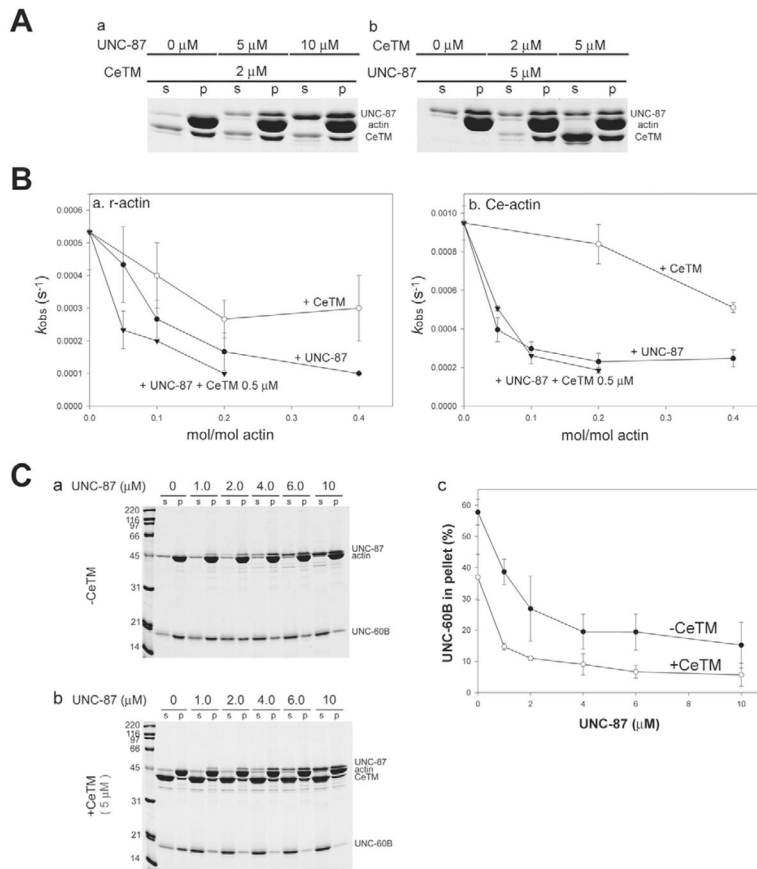 A
a
UNC-87 0 μM 5 μM 10 μM
CeTM 2 μM
s p s p s p
UNC-87
actin
CeTM
b
CeTM 0 μM 2 μM 5 μM
UNC-87 5 μM
s p s p s p
UNC-87
actin
CeTM
B
a. r-actin
kobs (s-1)
0.0006
0.0005
0.0004
0.0003
0.0002
0.0001
0.0000
+ CeTM
+ UNC-87
+ UNC-87 + CeTM 0.5 μM
0.0 0.1 0.2 0.3 0.4
mol/mol actin
b. Ce-actin
kobs (s-1)
0.0010
0.0008
0.0006
0.0004
0.0002
0.0000
+ CeTM
+ UNC-87
+ UNC-87 + CeTM 0.5 μM
0.0 0.1 0.2 0.3 0.4
mol/mol actin
C
a UNC-87 (μM) 0 1.0 2.0 4.0 6.0 10
s p s p s p s p s p s p
220
116
97
66
45
31
21
14
-CeTM
UNC-87
actin
UNC-60B
b UNC-87 (μM) 0 1.0 2.0 4.0 6.0 10
s p s p s p s p s p s p
220
116
97
66
45
31
21
14
+CeTM
( 5 μM )
UNC-87
actin
CeTM
UNC-60B
c
UNC-60B in pellet (%)
60
50
40
30
20
10
0
-CeTM
+CeTM
0 2 4 6 8 10
UNC-87 (μM)